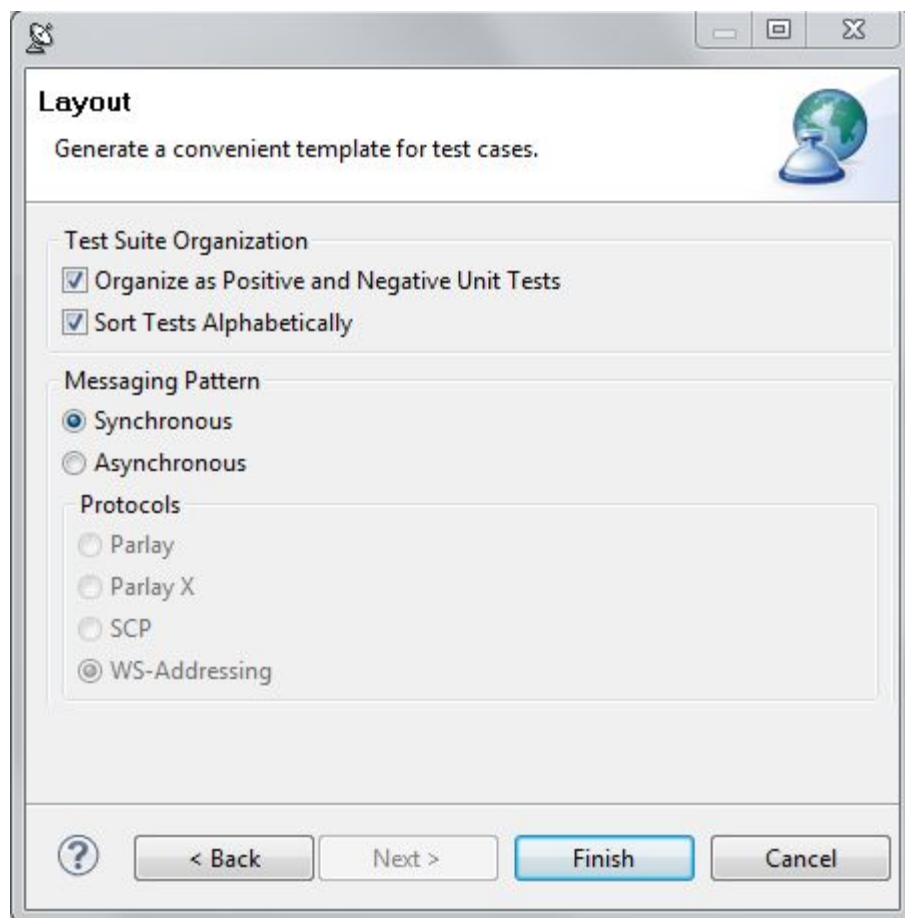 Layout
Generate a convenient template for test cases.
Test Suite Organization
Organize as Positive and Negative Unit Tests
Sort Tests Alphabetically
Messaging Pattern
Synchronous
Asynchronous
Protocols
Parlay
Parlay X
SCP
WS-Addressing
? < Back Next > Finish Cancel